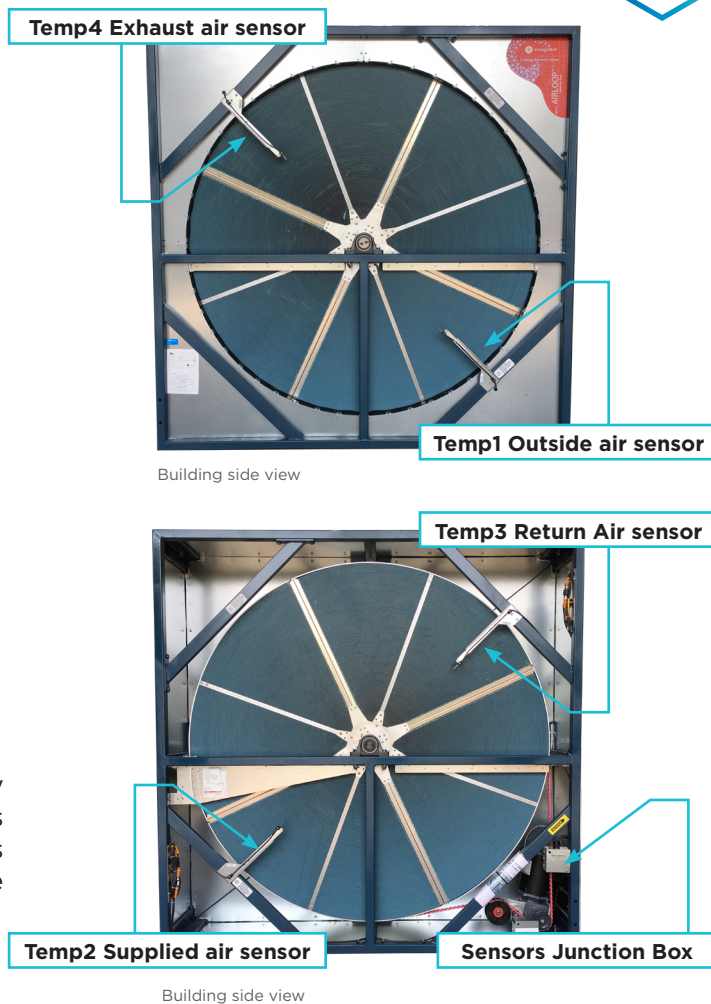 Temp4 Exhaust air sensor
AIRLOOP
Temp1 Outside air sensor
Building side view
Temp3 Return Air sensor
Temp2 Supplied air sensor
Sensors Junction Box
Building side view